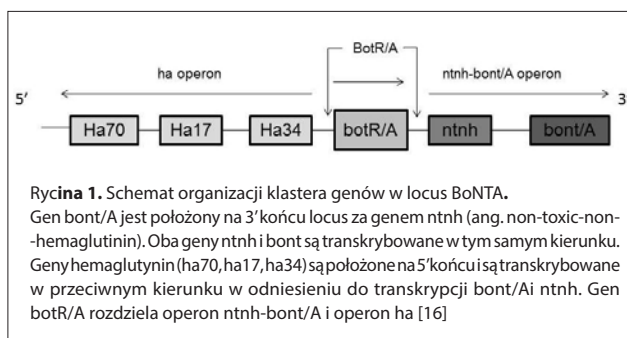 BotR/A
ha operon
ntnh-bont/A operon
5′
3′
Ha70
Ha17
Ha34
botR/A
ntnh
bont/A
Rycina 1. Schemat organizacji klastera genów w locus BoNTA.
Gen bont/A jest położony na 3’ końcu locus za genem ntnh (ang. non-toxic-non-
-hemaglutinin). Oba geny ntnh i bont są transkrybowane w tym samym kierunku.
Geny hemaglutynin (ha70, ha17, ha34) są położone na 5’ końcu i są transkrybowane
w przeciwnym kierunku w odniesieniu do transkrypcji bont/Ai ntnh. Gen
botR/A rozdziela operon ntnh-bont/A i operon ha [16]